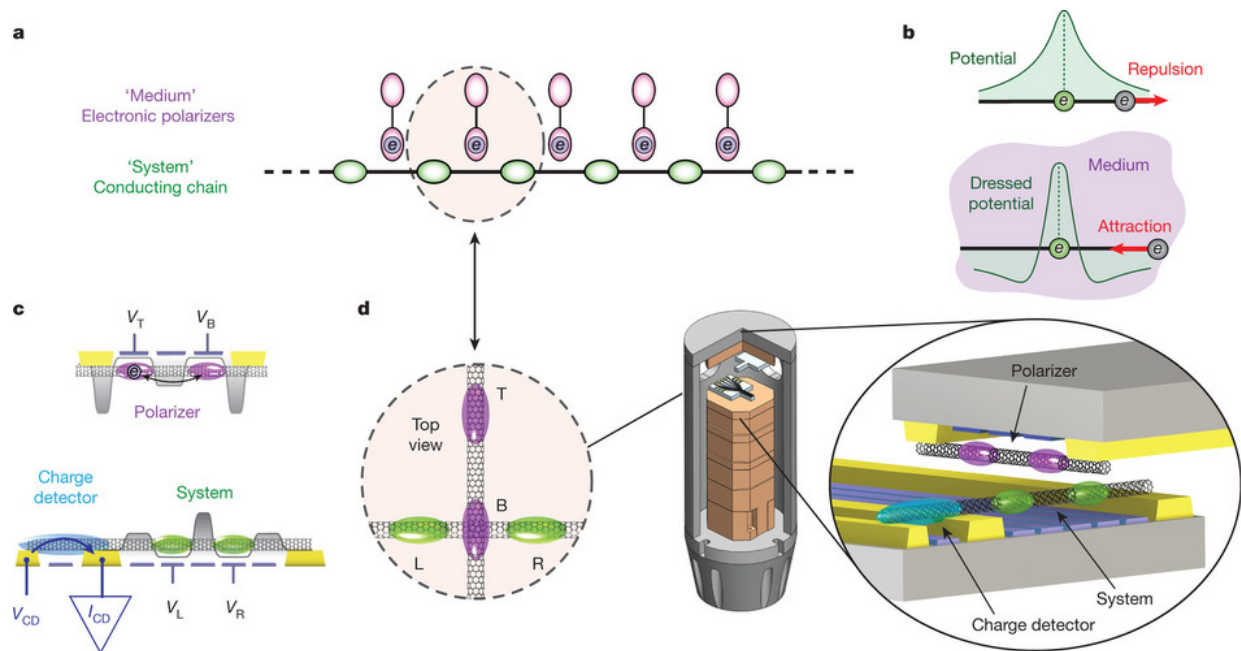 a
'Medium'
Electronic polarizers
'System'
Conducting chain
e e e e e
b
Potential
Repulsion
e e
Medium
Dressed
potential
Attraction
e e
c
V_T V_B
e
Polarizer
Charge
detector
System
V_CD
I_CD
V_L V_R
d
Top
view
T
B
L R
Polarizer
System
Charge detector